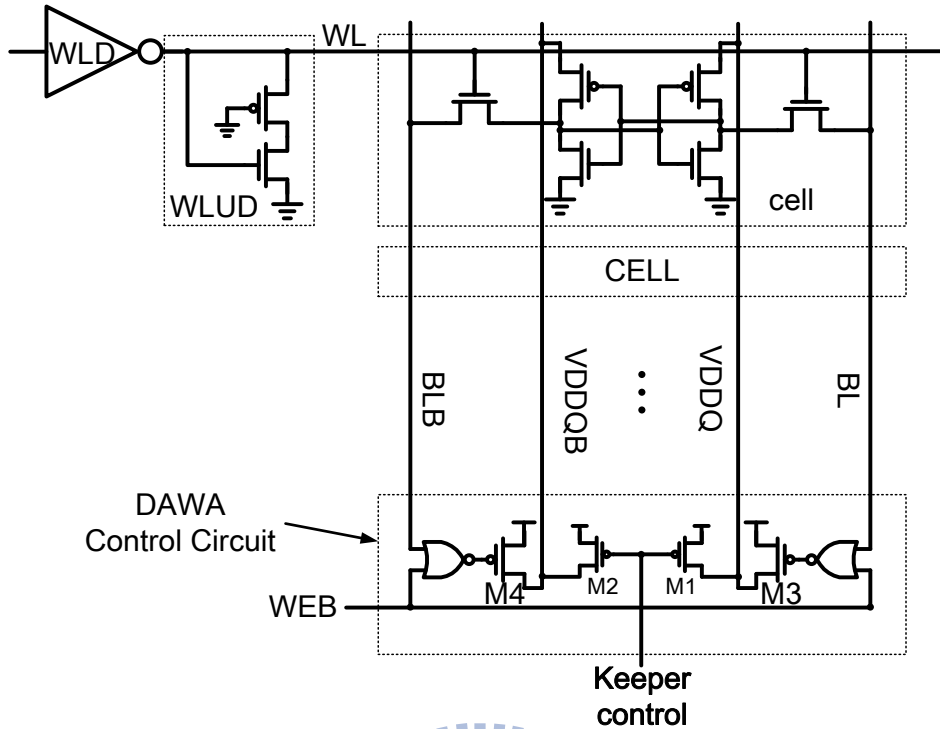 WLD
WL
WLUD
cell
CELL
BLB
VDDQB
VDDQ
BL
DAWA
Control Circuit
M4
M2
M1
M3
WEB
Keeper
control